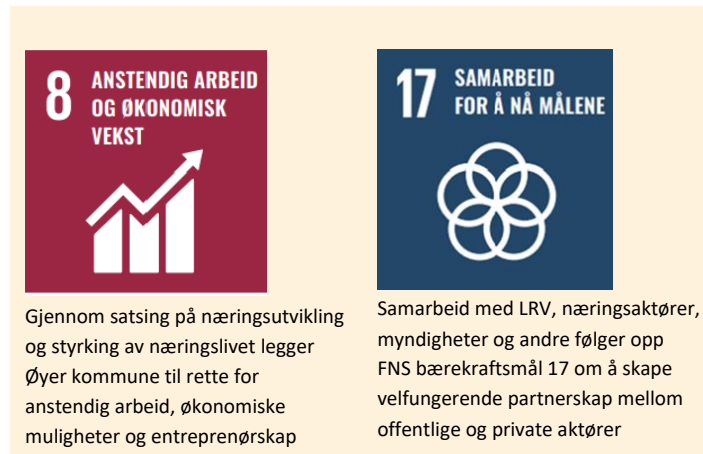 8
ANSTENDIG ARBEID
OG ØKONOMISK
VEKST
Gjennom satsing på næringsutvikling
og styrking av næringslivet legger
Øyer kommune til rette for
anstendig arbeid, økonomiske
muligheter og entreprenørskap
17
SAMARBEID
FOR Å NÅ MÅLENE
Samarbeid med LRV, næringsaktører,
myndigheter og andre følger opp
FNS bærekraftsmål 17 om å skape
velfungerende partnerskap mellom
offentlige og private aktører